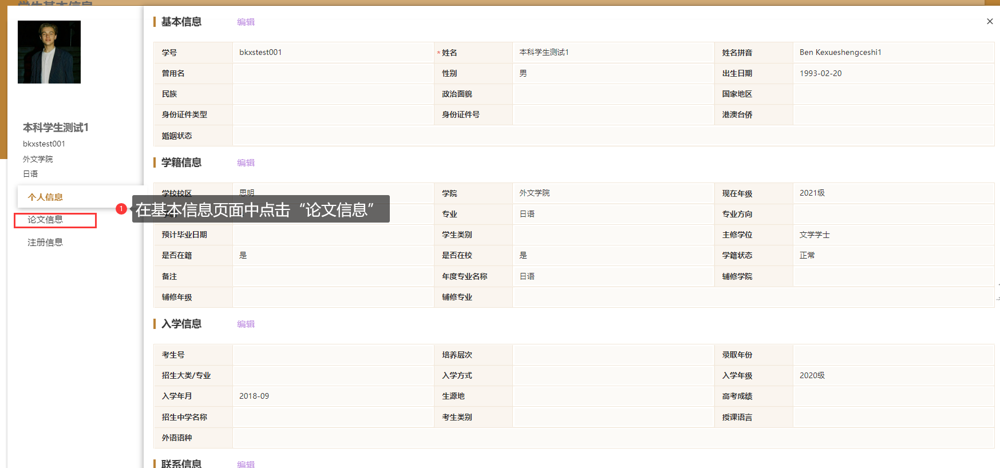 学生基本信息
本科学生测试1
bkxstest001
外文学院
日语
个人信息
论文信息
注册信息
1 在基本信息页面中点击“论文信息”
基本信息 编辑 ×
学号 bkxstest001 *姓名 本科学生测试1 姓名拼音 Ben Kexueshengceshi1
曾用名 性别 男 出生日期 1993-02-20
民族 政治面貌 国家地区
身份证件类型 身份证件号 港澳台侨
婚姻状态
学籍信息 编辑
学校校区 思明 学院 外文学院 现在年级 2021级
专业 日语 专业方向
预计毕业日期 学生类别 主修学位 文学学士
是否在籍 是 是否在校 是 学籍状态 正常
备注 年度专业名称 日语 辅修学院
辅修年级 辅修专业
入学信息 编辑
考生号 培养层次 录取年份
招生大类/专业 入学方式 入学年级 2020级
入学年月 2018-09 生源地 高考成绩
招生中学名称 考生类别 授课语言
外语语种
联系信息 编辑